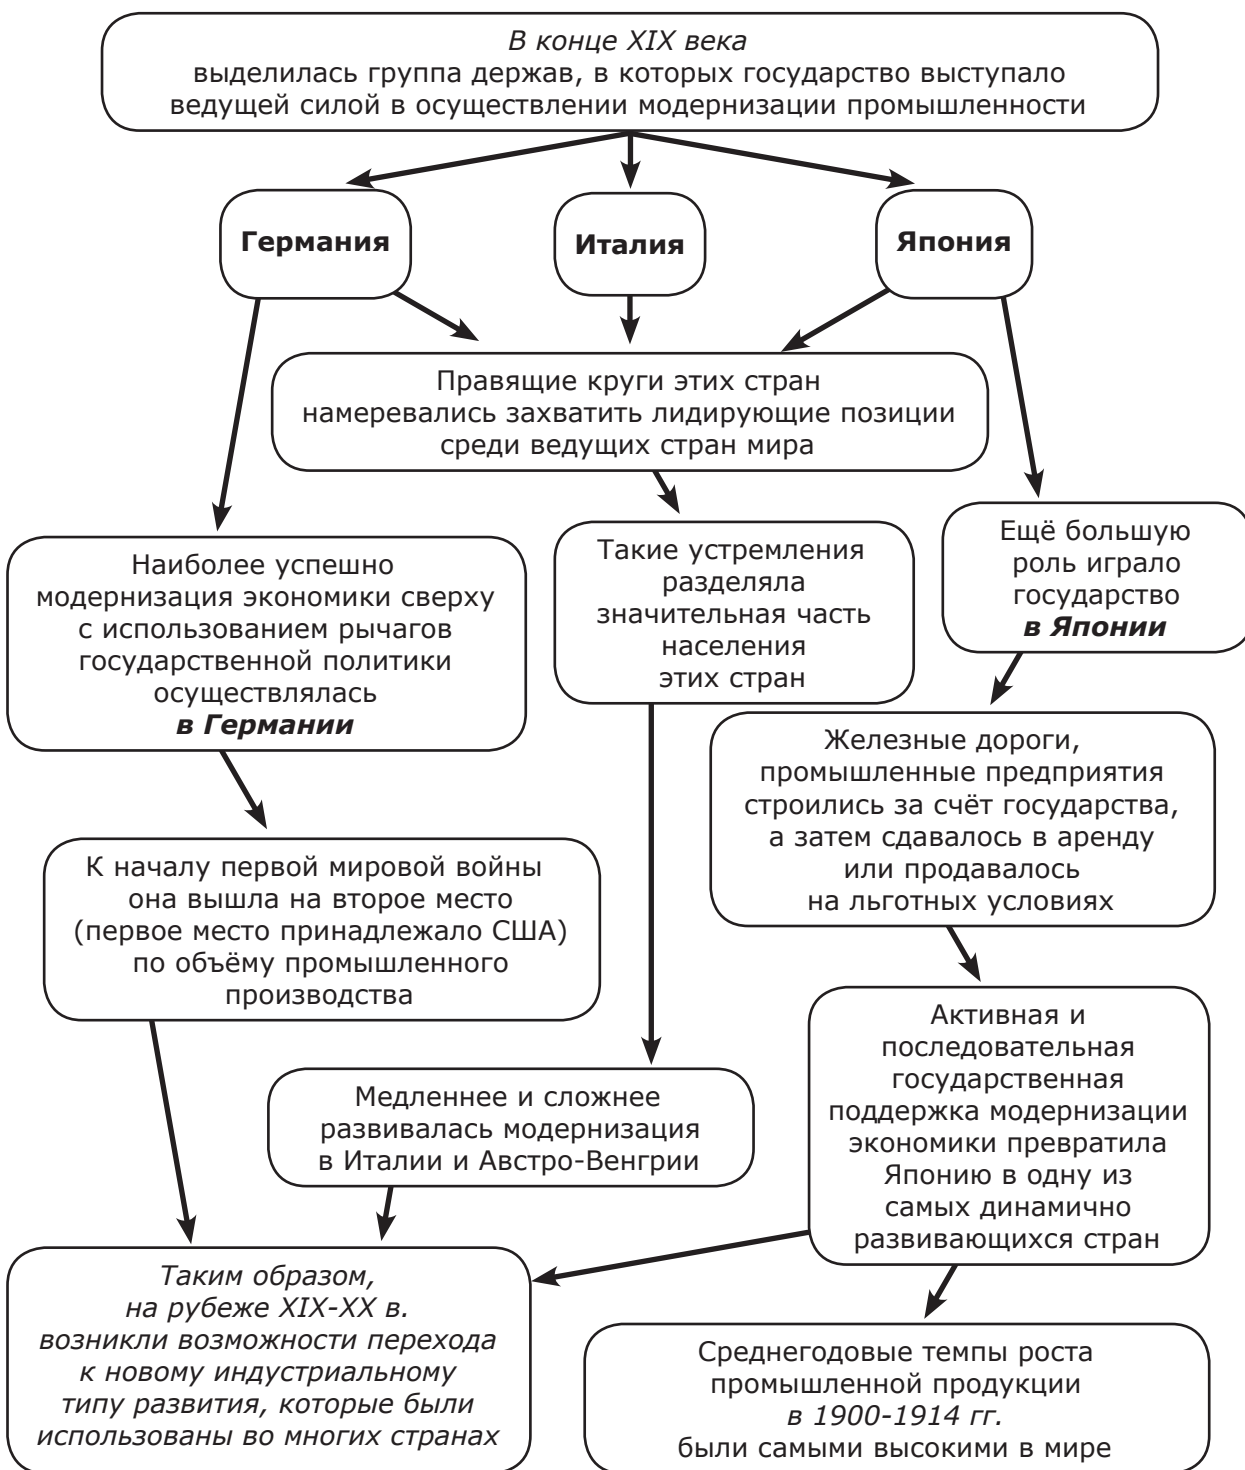 В конце XIX века
выделилась группа держав, в которых государство выступало
ведущей силой в осуществлении модернизации промышленности
Германия
Италия
Япония
Правящие круги этих стран
намеревались захватить лидирующие позиции
среди ведущих стран мира
Наиболее успешно
модернизация экономики сверху
с использованием рычагов
государственной политики
осуществлялась
в Германии
Такие устремления
разделяла
значительная часть
населения
этих стран
Ещё большую
роль играло
государство
в Японии
Железные дороги,
промышленные предприятия
строились за счёт государства,
а затем сдавалось в аренду
или продавалось
на льготных условиях
К началу первой мировой войны
она вышла на второе место
(первое место принадлежало США)
по объёму промышленного
производства
Активная и
последовательная
государственная
поддержка модернизации
экономики превратила
Японию в одну из
самых динамично
развивающихся стран
Медленнее и сложнее
развивалась модернизация
в Италии и Австро-Венгрии
Таким образом,
на рубеже XIX-XX в.
возникли возможности перехода
к новому индустриальному
типу развития, которые были
использованы во многих странах
Среднегодовые темпы роста
промышленной продукции
в 1900-1914 гг.
были самыми высокими в мире